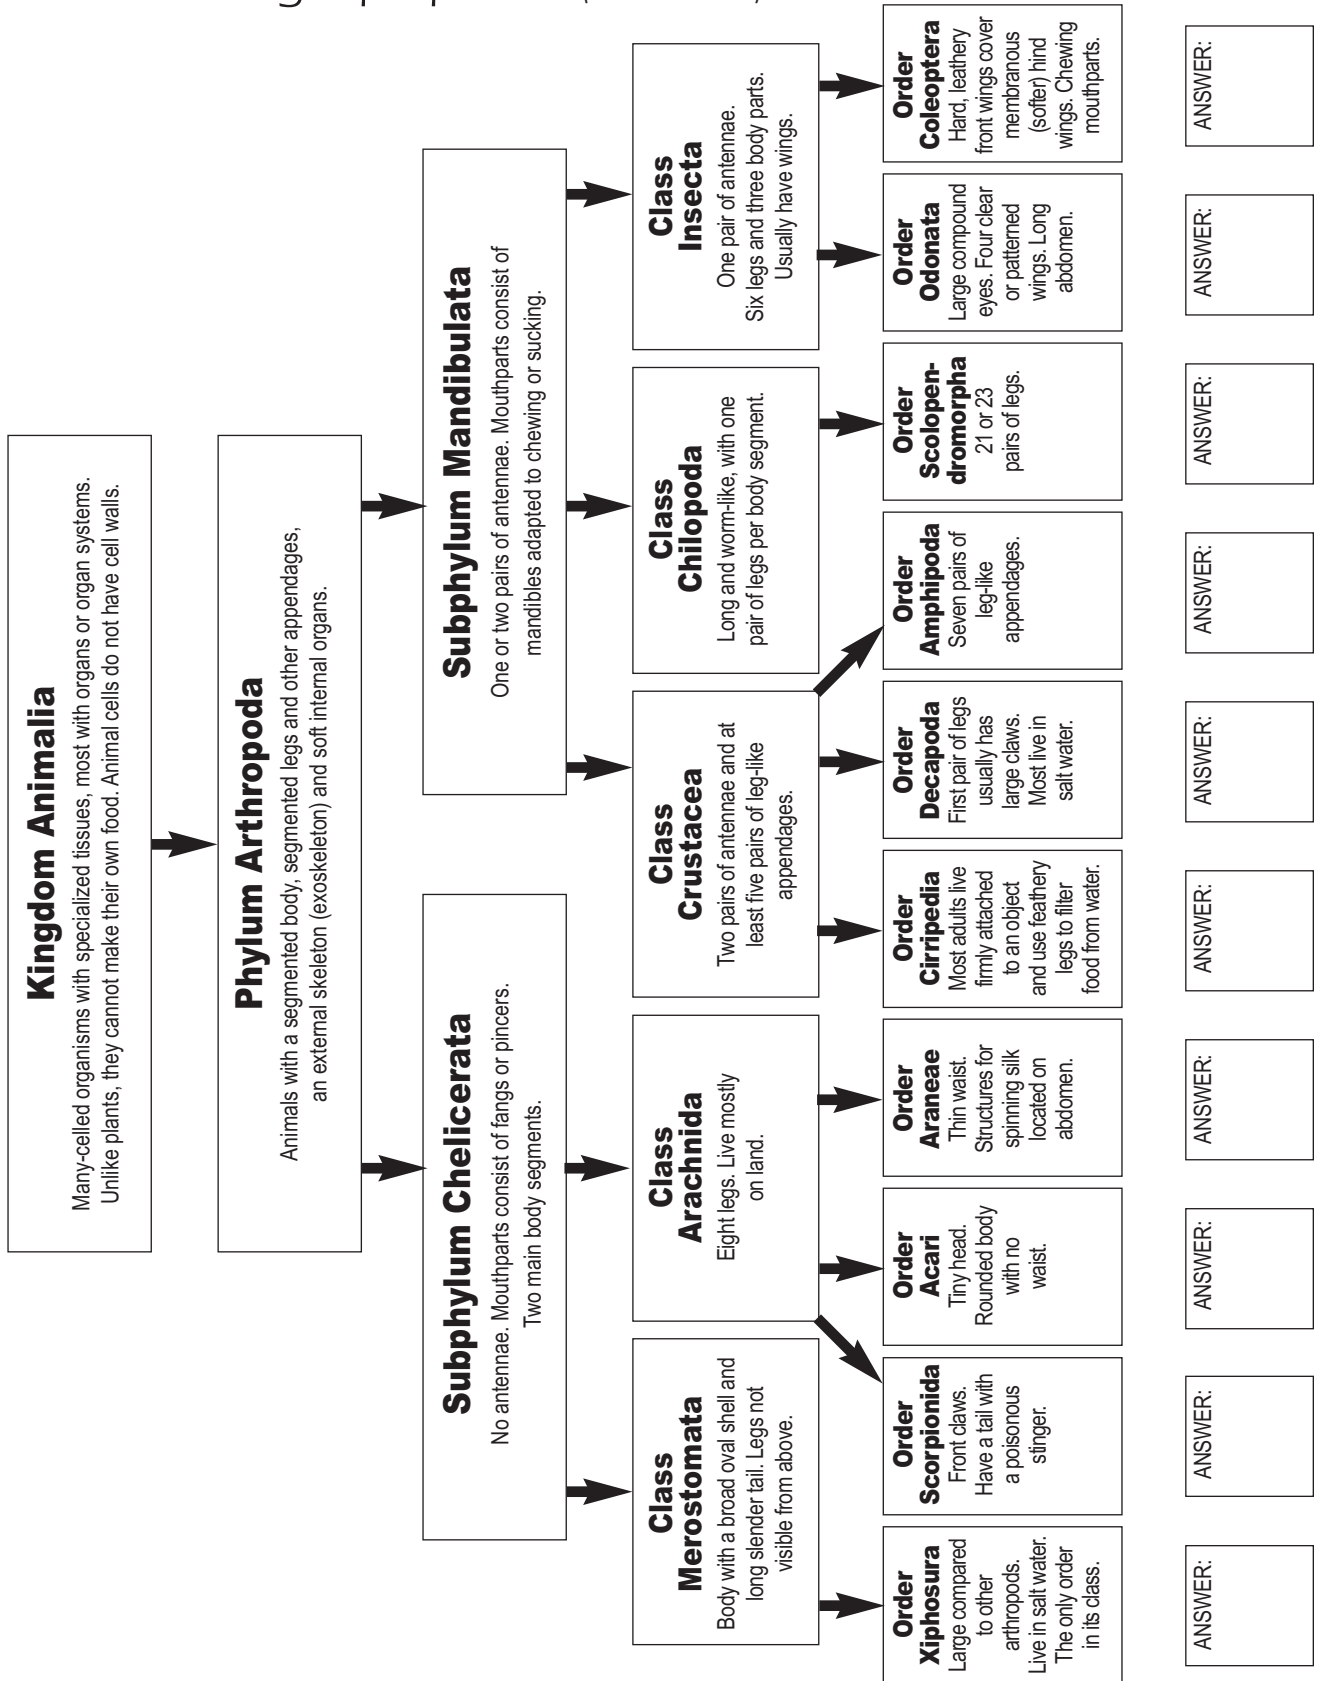 Kingdom Animalia
Many-celled organisms with specialized tissues, most with organs or organ systems.
Unlike plants, they cannot make their own food. Animal cells do not have cell walls.
Phylum Arthropoda
Animals with a segmented body, segmented legs and other appendages,
an external skeleton (exoskeleton) and soft internal organs.
Subphylum Chelicerata
No antennae. Mouthparts consist of fangs or pincers.
Two main body segments.
Subphylum Mandibulata
One or two pairs of antennae. Mouthparts consist of
mandibles adapted to chewing or sucking.
Class
Merostomata
Body with a broad oval shell and
long slender tail. Legs not
visible from above.
Class
Arachnida
Eight legs. Live mostly
on land.
Class
Crustacea
Two pairs of antennae and at
least five pairs of leg-like
appendages.
Class
Chilopoda
Long and worm-like, with one
pair of legs per body segment.
Class
Insecta
One pair of antennae.
Six legs and three body parts.
Usually have wings.
Order
Xiphosura
Large compared
to other
arthropods.
Live in salt water.
The only order
in its class.
Order
Scorpionida
Front claws.
Have a tail with
a poisonous
stinger.
Order
Acari
Tiny head.
Rounded body
with no
waist.
Order
Araneae
Thin waist.
Structures for
spinning silk
located on
abdomen.
Order
Cirripedia
Most adults live
firmly attached
to an object
and use feathery
legs to filter
food from water.
Order
Decapoda
First pair of legs
usually has
large claws.
Most live in
salt water.
Order
Amphipoda
Seven pairs of
leg-like
appendages.
Order
Scolopen-
dromorpha
21 or 23
pairs of legs.
Order
Odonata
Large compound
eyes. Four clear
or patterned
wings. Long
abdomen.
Order
Coleoptera
Hard, leathery
front wings cover
membranous
(softer) hind
wings. Chewing
mouthparts.
ANSWER:
ANSWER:
ANSWER:
ANSWER:
ANSWER:
ANSWER:
ANSWER:
ANSWER:
ANSWER:
ANSWER: